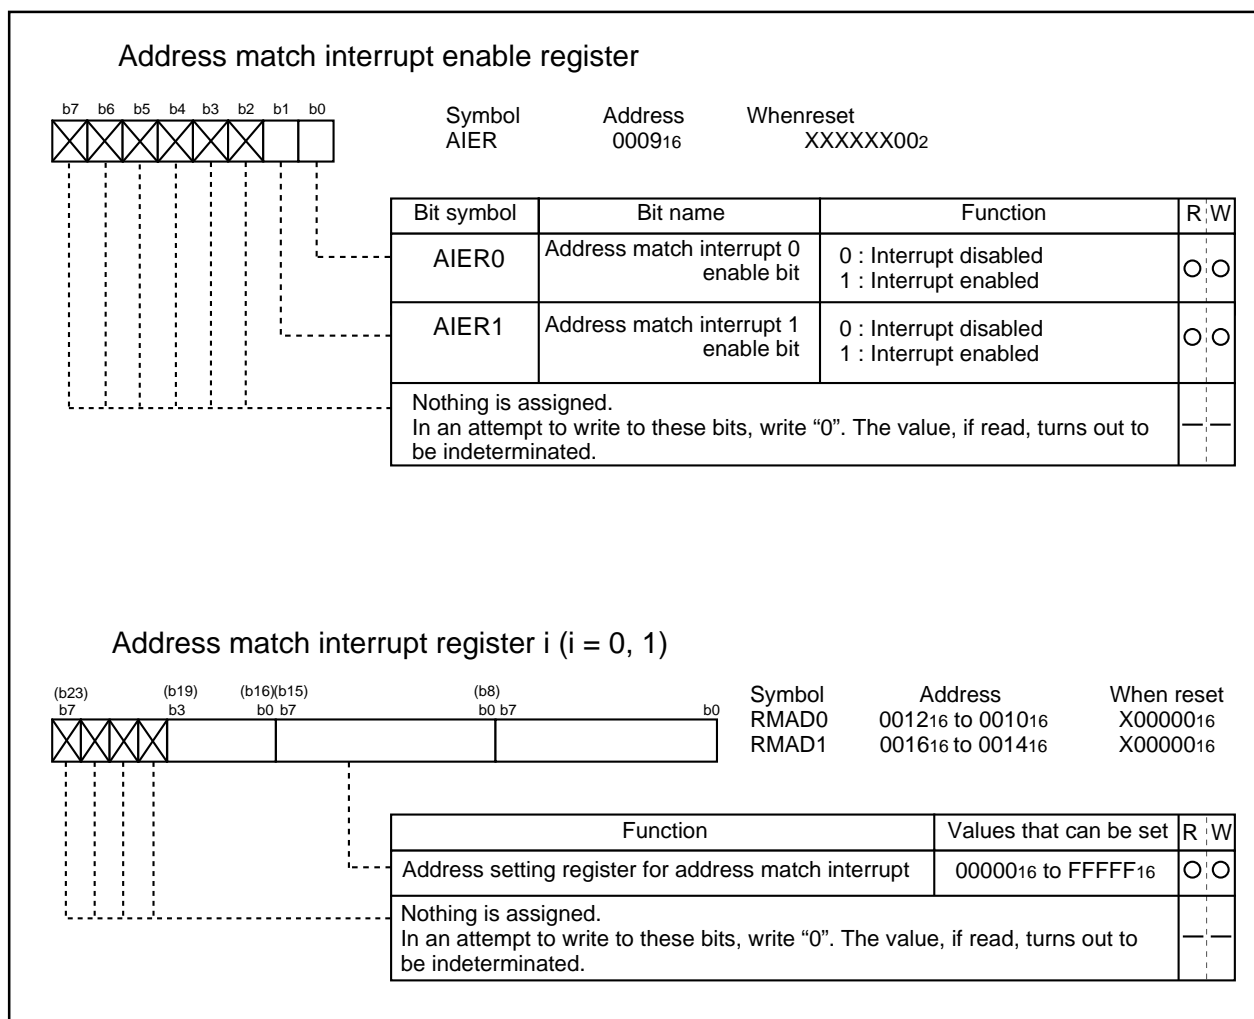 Address match interrupt enable register
b7 b6 b5 b4 b3 b2 b1 b0
Symbol Address Whenreset
AIER 000916 XXXXXX002
Bit symbol Bit name Function R W
AIER0 Address match interrupt 0 enable bit 0 : Interrupt disabled 1 : Interrupt enabled
AIER1 Address match interrupt 1 enable bit 0 : Interrupt disabled 1 : Interrupt enabled
Nothing is assigned.
In an attempt to write to these bits, write “0”. The value, if read, turns out to
be indeterminated.
Address match interrupt register i (i = 0, 1)
(b23) (b19) (b16)(b15) (b8)
b7 b3 b0 b7 b0 b7 b0
Symbol Address When reset
RMAD0 001216 to 001016 X0000016
RMAD1 001616 to 001416 X0000016
Function Values that can be set R W
Address setting register for address match interrupt 0000016 to FFFFF16
Nothing is assigned.
In an attempt to write to these bits, write “0”. The value, if read, turns out to
be indeterminated.